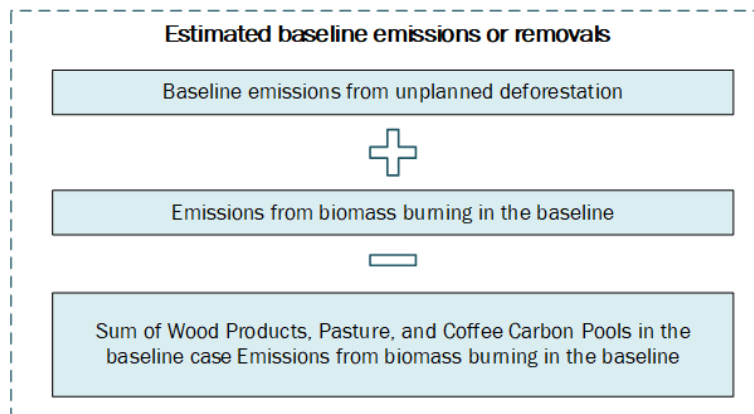 Estimated baseline emissions or removals
Baseline emissions from unplanned deforestation
Emissions from biomass burning in the baseline
Sum of Wood Products, Pasture, and Coffee Carbon Pools in the
baseline case Emissions from biomass burning in the baseline